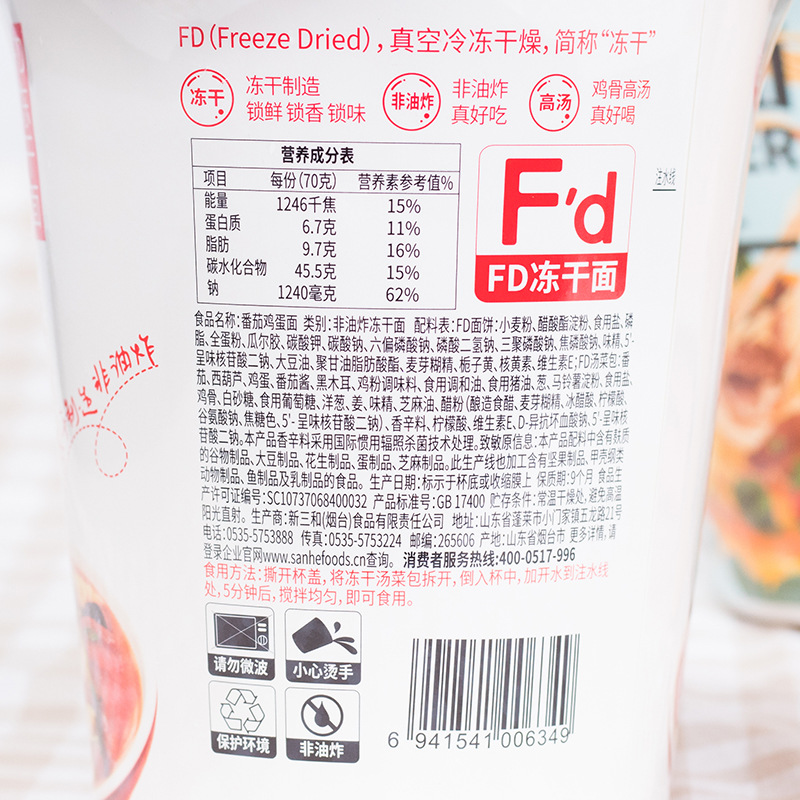 FD（Freeze Dried），真空冷冻干燥，简称“冻干”
冻干
冻干制造
锁鲜 锁香 锁味
非油炸
非油炸
真好吃
高汤
鸡骨高汤
真好喝
营养成分表
项目 每份(70克) 营养素参考值%
能量 1246千焦 15%
蛋白质 6.7克 11%
脂肪 9.7克 16%
碳水化合物 45.5克 15%
钠 1240毫克 62%
F'd
FD冻干面
注水线
食品名称:番茄鸡蛋面 类别:非油炸冻干面 配料表:FD面饼:小麦粉、醋酸酯淀粉、食用盐、磷
脂、全蛋粉、瓜尔胶、碳酸钾、碳酸钠、六偏磷酸钠、磷酸二氢钠、三聚磷酸钠、焦磷酸钠、味精、5'-
呈味核苷酸二钠、大豆油、聚甘油脂肪酸酯、麦芽糊精、栀子黄、核黄素、维生素E;FD汤菜包:番
茄、西葫芦、鸡蛋、番茄酱、黑木耳、鸡粉调味料、食用调和油、食用猪油、葱、马铃薯淀粉、食用盐、
鸡骨、白砂糖、食用葡萄糖、洋葱、姜、味精、芝麻油、醋粉(酿造食醋、麦芽糊精、冰醋酸、柠檬酸、
谷氨酸钠、焦糖色、5'-呈味核苷酸二钠)、香辛料、柠檬酸、维生素E、D-异抗坏血酸钠、5'-呈味核
苷酸二钠。本产品香辛料采用国际惯用辐照杀菌技术处理。致敏原信息:本产品配料中含有麸质
的谷物制品、大豆制品、花生制品、蛋制品、芝麻制品。此生产线也加工含有坚果制品、甲壳纲类
动物制品、鱼制品及乳制品的食品。生产日期:标示于杯底或收缩膜上 保质期:9个月 食品生
产许可证编号:SC10737068400032 产品标准号:GB 17400 贮存条件:常温干燥处,避免高温
阳光直射。生产商:新三和(烟台)食品有限责任公司 地址:山东省蓬莱市小门家镇五龙路21号
电话:0535-5753888 传真:0535-5753224 邮编:265606 产地:山东省烟台市 更多详情,请
登录企业官网www.sanhefoods.cn查询。消费者服务热线:400-0517-996
食用方法:撕开杯盖，将冻干汤菜包拆开，倒入杯中，加开水到注水线
处，5分钟后，搅拌均匀，即可食用。
请勿微波
小心烫手
保护环境
非油炸
6 941541 006349
造非油炸